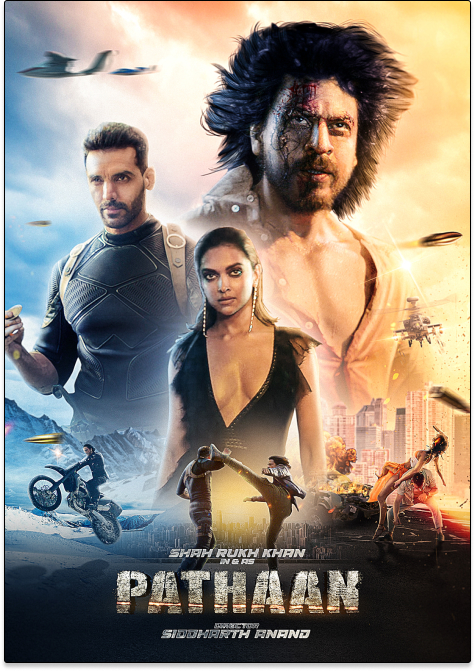 SHAH RUKH KHAN
IN & AS
PATHAAN
DIRECTOR
SIDDHARTH ANAND